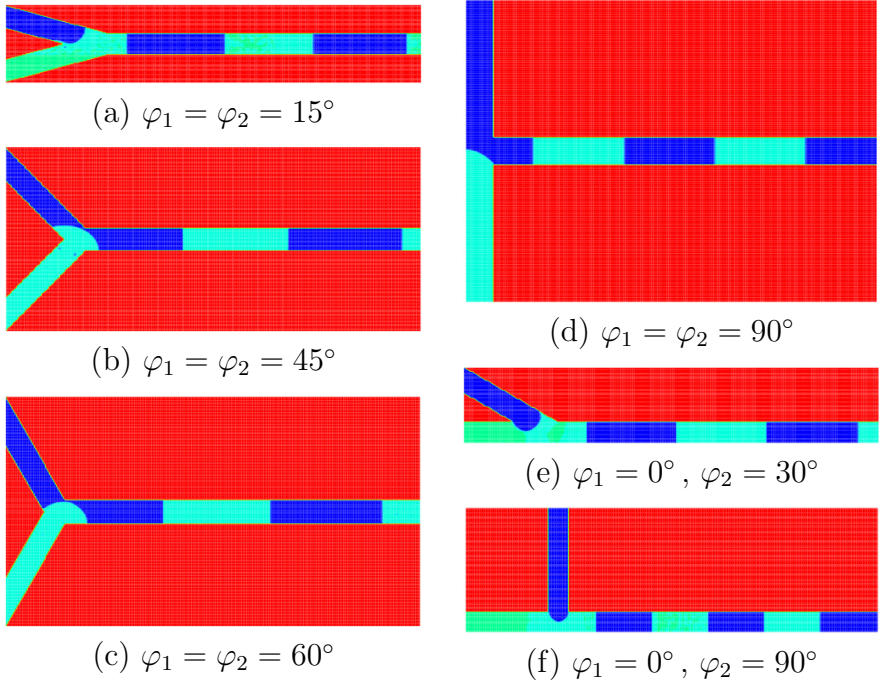 (a) φ₁ = φ₂ = 15°
(b) φ₁ = φ₂ = 45°
(c) φ₁ = φ₂ = 60°
(d) φ₁ = φ₂ = 90°
(e) φ₁ = 0° , φ₂ = 30°
(f) φ₁ = 0° , φ₂ = 90°